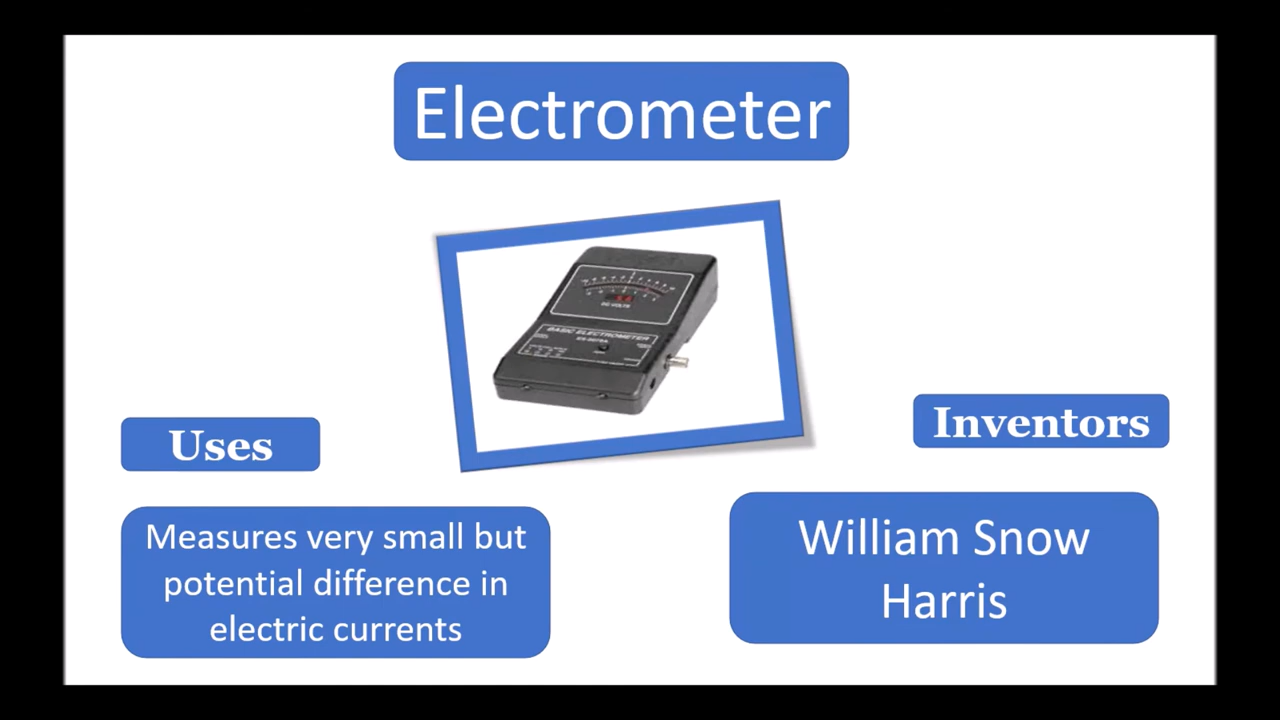 Electrometer
DC VOLTS
BASIC ELECTROMETER
Uses
Inventors
Measures very small but
potential difference in
electric currents
William Snow
Harris